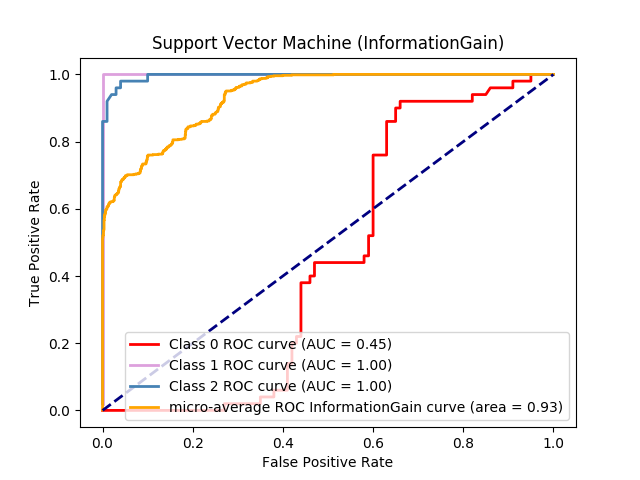 Support Vector Machine (InformationGain)
True Positive Rate
1.0
0.8
0.6
0.4
0.2
0.0
Class 0 ROC curve (AUC = 0.45)
Class 1 ROC curve (AUC = 1.00)
Class 2 ROC curve (AUC = 1.00)
micro-average ROC InformationGain curve (area = 0.93)
0.0 0.2 0.4 0.6 0.8 1.0
False Positive Rate